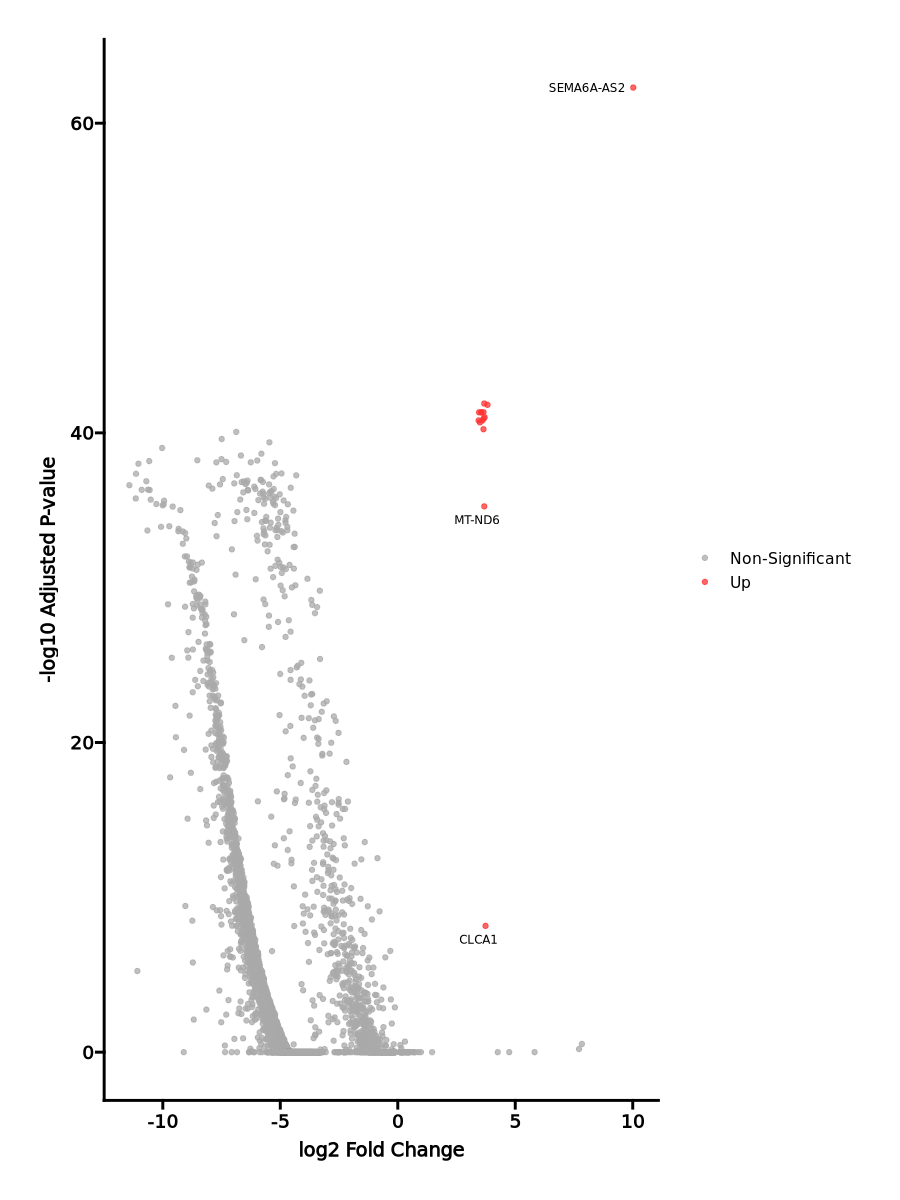 SEMA6A-AS2
60
40
MT-ND6
-log10 Adjusted P-value
Non-Significant
Up
20
CLCA1
0
-10 -5 0 5 10
log2 Fold Change